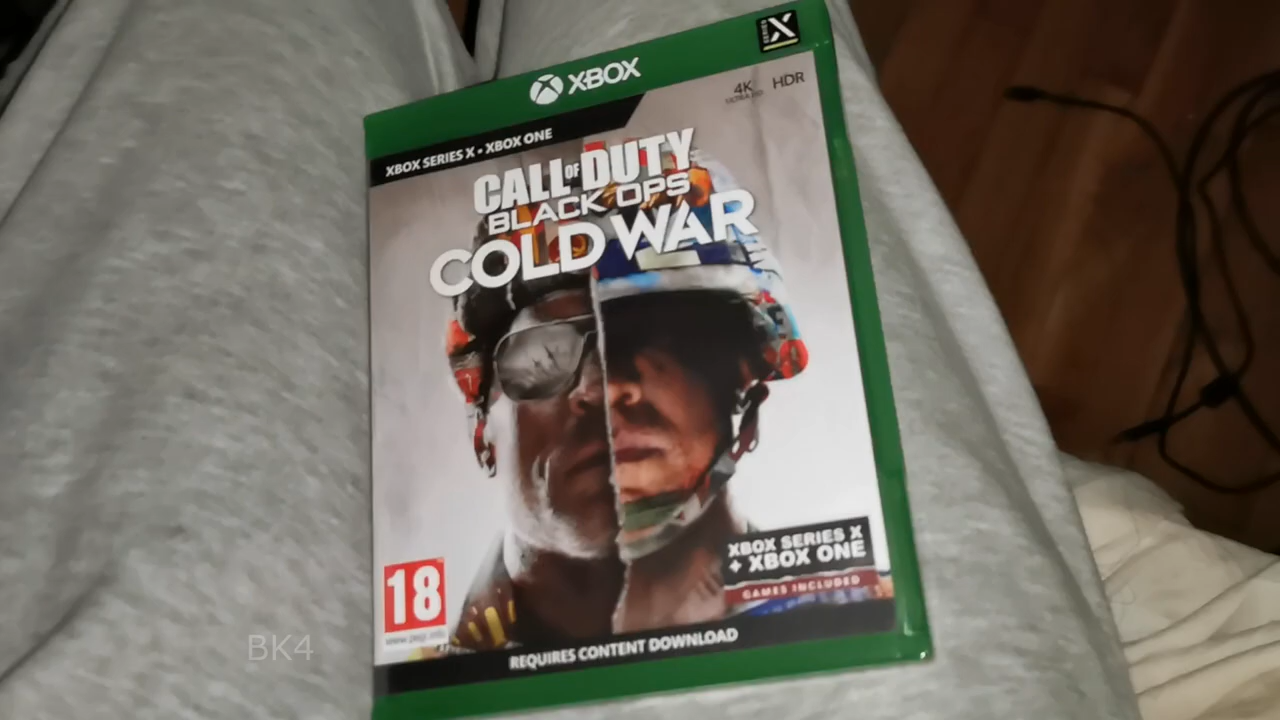 XBOX
SERIES X
4K HDR
ULTRA HD
XBOX SERIES X • XBOX ONE
CALL OF DUTY
BLACK OPS
COLD WAR
XBOX SERIES X
+ XBOX ONE
GAMES INCLUDED
18
www.pegi.info
REQUIRES CONTENT DOWNLOAD
BK4